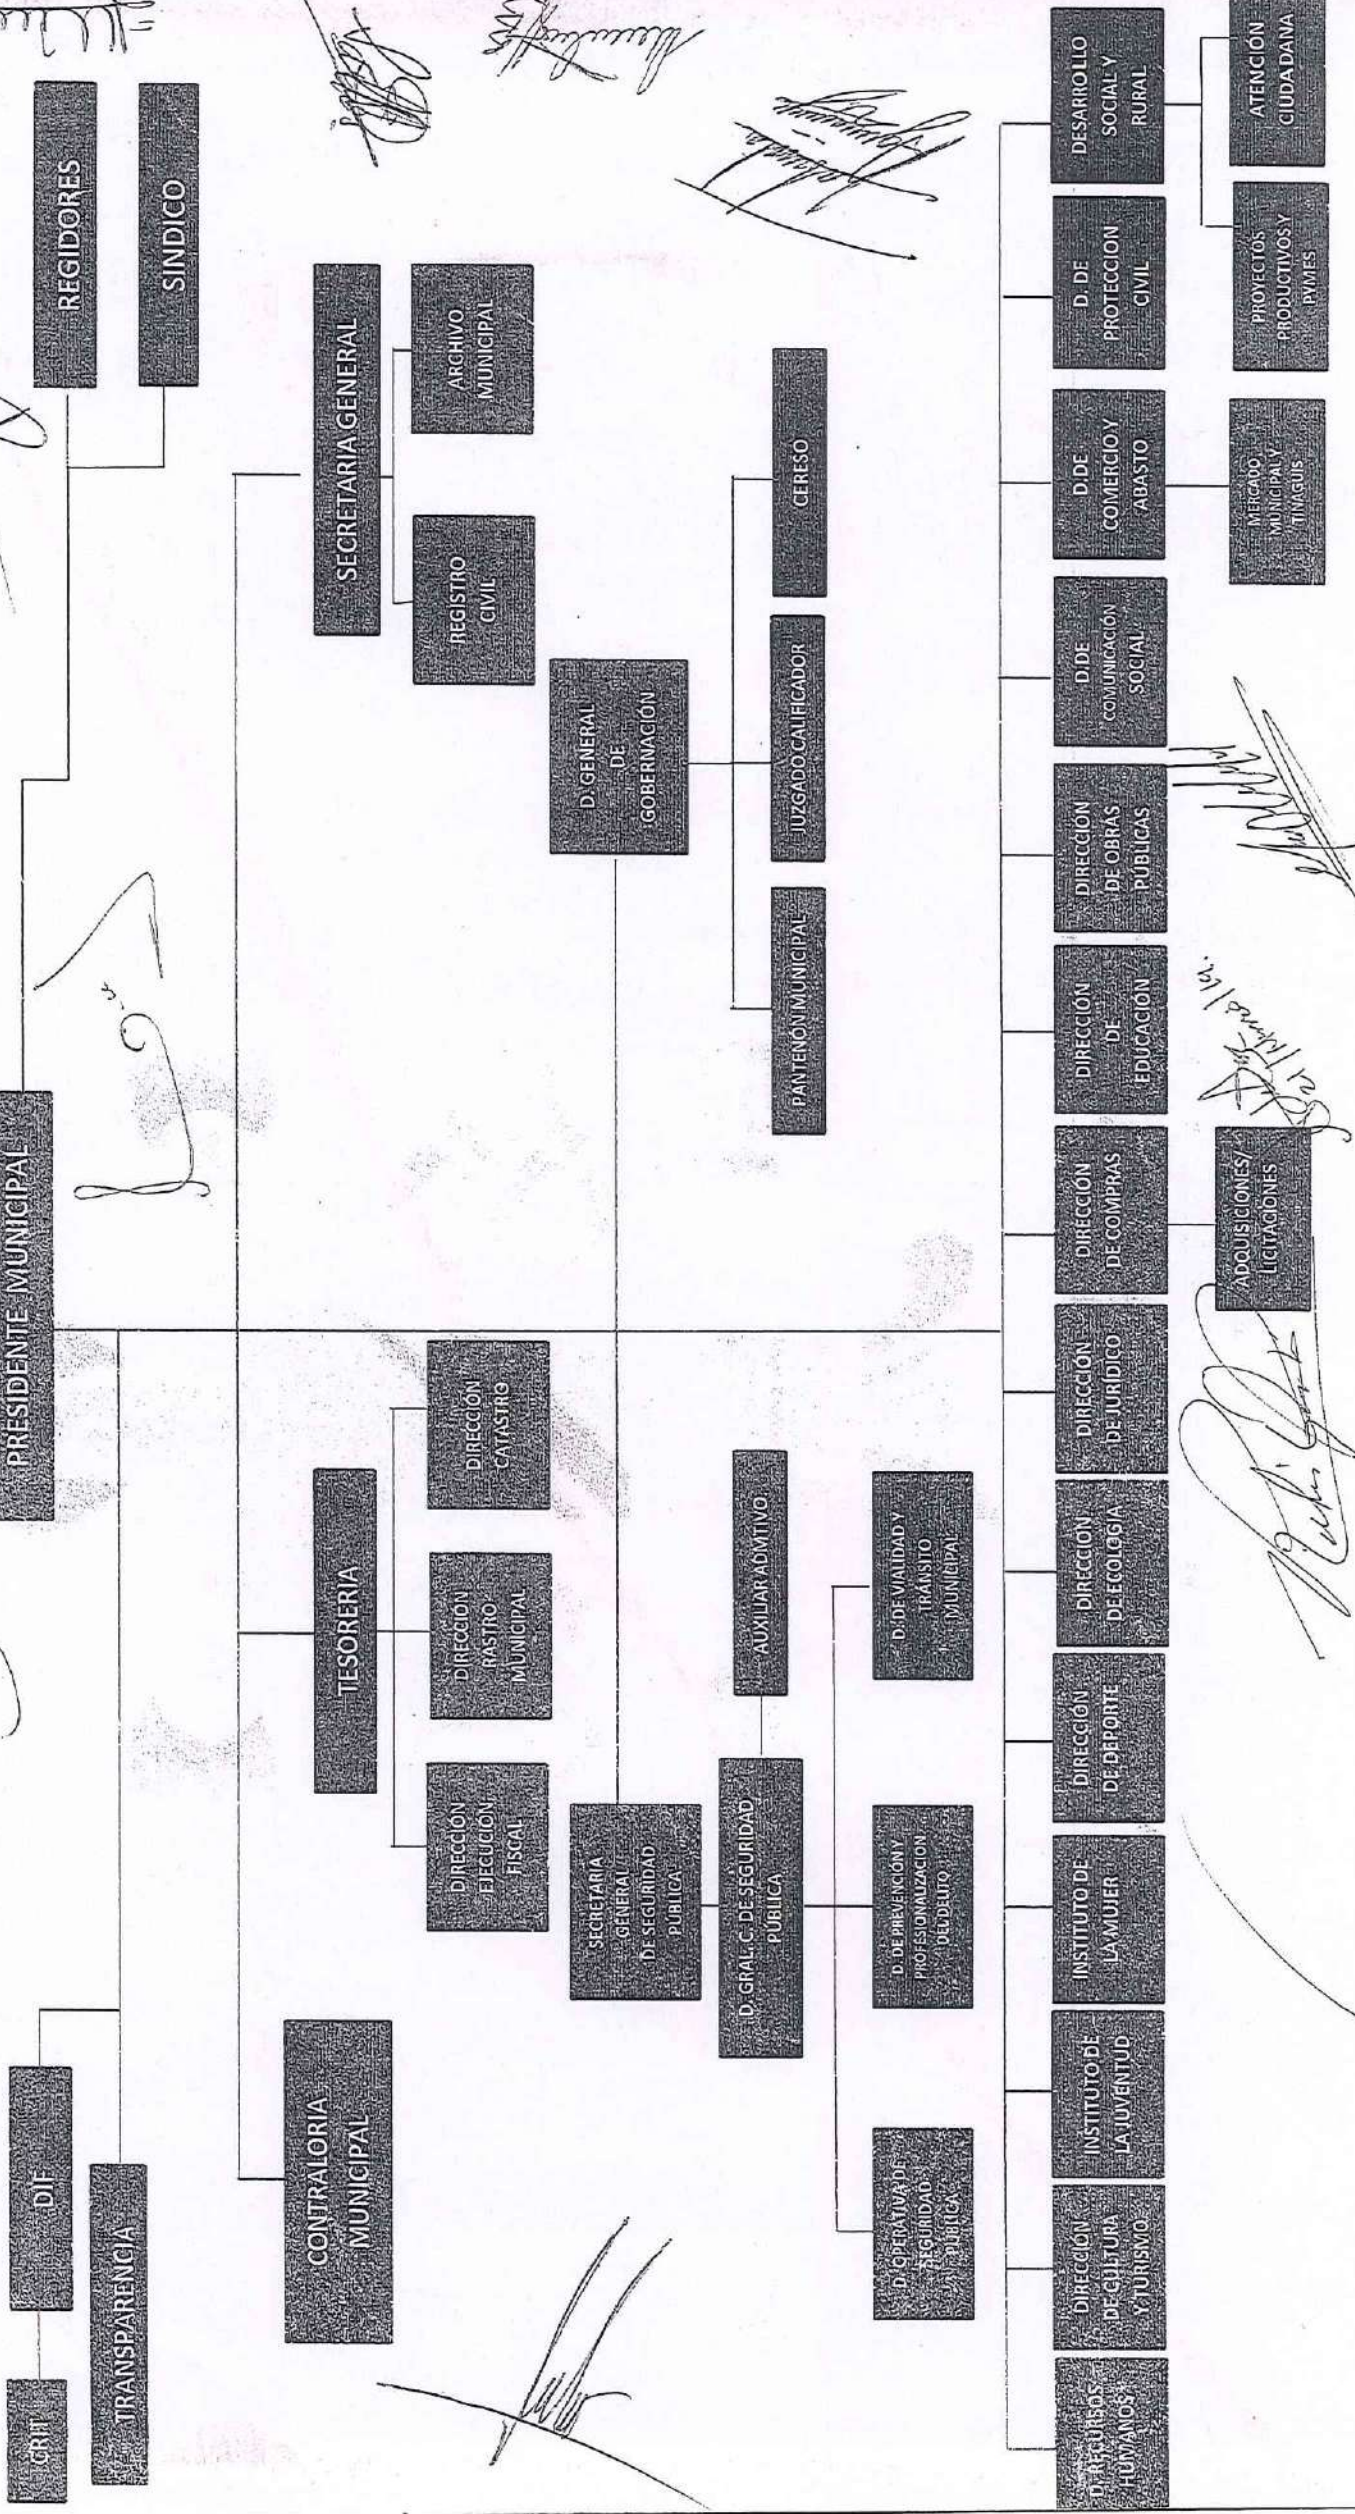 PRESIDENTE MUNICIPAL
REGIDORES
SINDICO
CRIT
DIF
TRANSPARENCIA
CONTRALORIA
MUNICIPAL
TESORERIA
SECRETARIA GENERAL
DIRECCIÓN
EJECUCIÓN
FISCAL
DIRECCIÓN
RASTRO
MUNICIPAL
DIRECCIÓN
CATASTRO
REGISTRO
CIVIL
ARCHIVO
MUNICIPAL
SECRETARIA
GENERAL
DE SEGURIDAD
PÚBLICA
D. GENERAL
DE
GOBERNACIÓN
D. GRAL. C. DE SEGURIDAD
PÚBLICA
AUXILIAR ADMTIVO.
PANTENÓN MUNICIPAL
JUZGADO CALIFICADOR
CERESO
D. OPERATIVA DE
SEGURIDAD
PÚBLICA
D. DE PREVENCIÓN Y
PROFESIONALIZACION
DEL DELITO
D. DE VIALIDAD Y
TRÁNSITO
MUNICIPAL
D. RECURSOS
HUMANOS
DIRECCIÓN
DE CULTURA
Y TURISMO
INSTITUTO DE
LA JUVENTUD
INSTITUTO DE
LA MUJER
DIRECCIÓN
DE DEPORTE
DIRECCIÓN
DE ECOLOGÍA
DIRECCIÓN
DE JURÍDICO
DIRECCIÓN
DE COMPRAS
DIRECCIÓN
DE
EDUCACIÓN
DIRECCIÓN
DE OBRAS
PÚBLICAS
D DE
COMUNICACIÓN
SOCIAL
D DE
COMERCIO Y
ABASTO
D. DE
PROTECCION
CIVIL
DESARROLLO
SOCIAL Y
RURAL
ADQUISICIONES/
LICITACIONES
MERCADO
MUNICIPAL Y
TINAGUIS
PROYECTOS
PRODUCTIVOS Y
PYMES
ATENCION
CIUDADANA